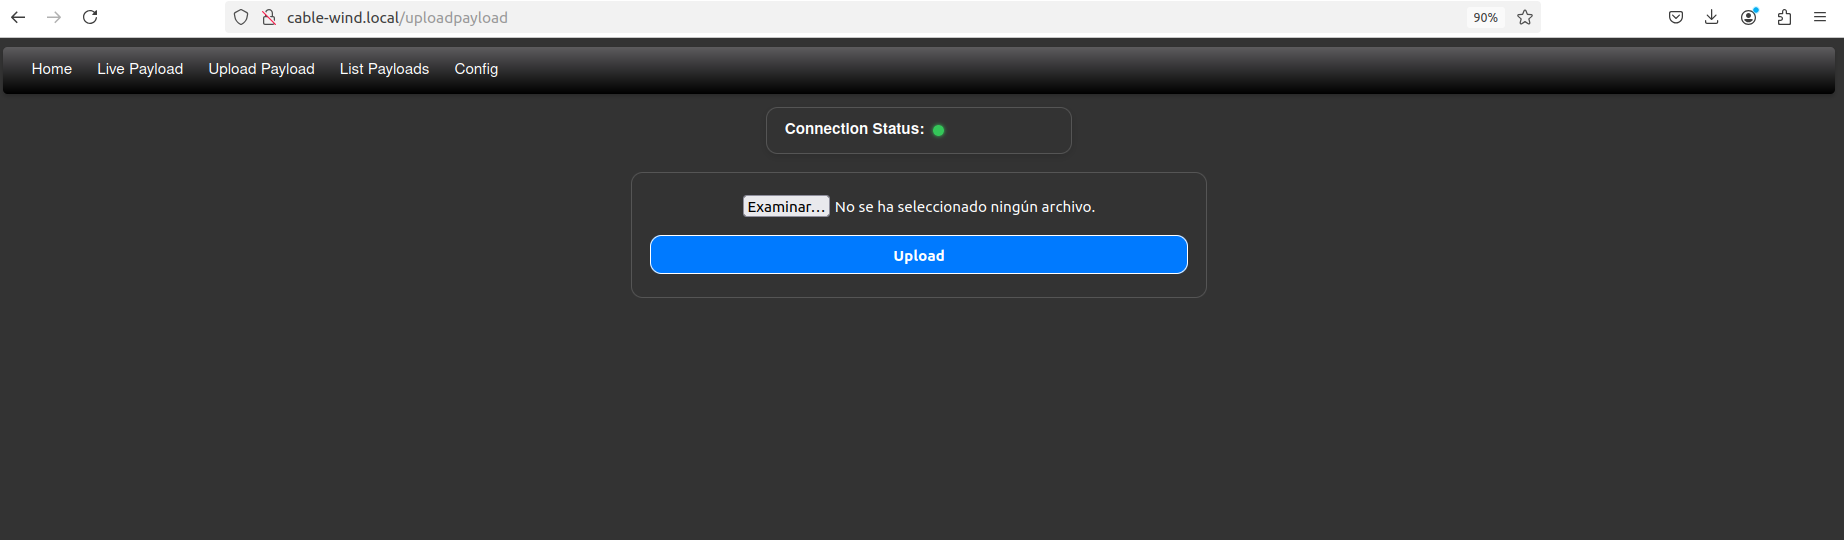 cable-wind.local/uploadpayload 90%
Home Live Payload Upload Payload List Payloads Config
Connection Status:
Examinar... No se ha seleccionado ningún archivo.
Upload